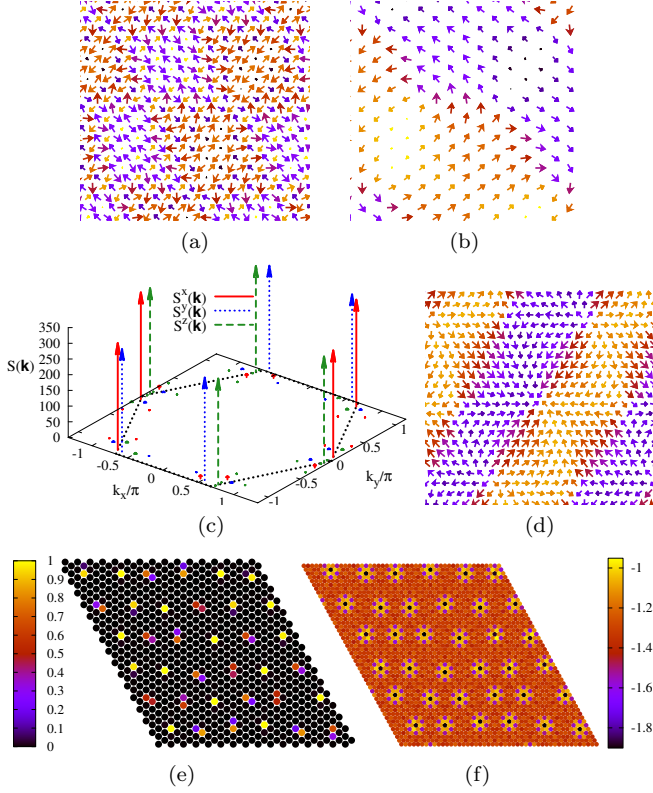 (a)
(b)
S^x(k)
S^y(k)
S^z(k)
350
300
250
200
150
100
50
0
S(k)
-1
-0.5
0
0.5
1
k_x/π
-1
-0.5
0
0.5
1
k_y/π
(c)
(d)
1
0.9
0.8
0.7
0.6
0.5
0.4
0.3
0.2
0.1
0
-1
-1.2
-1.4
-1.6
-1.8
(e)
(f)